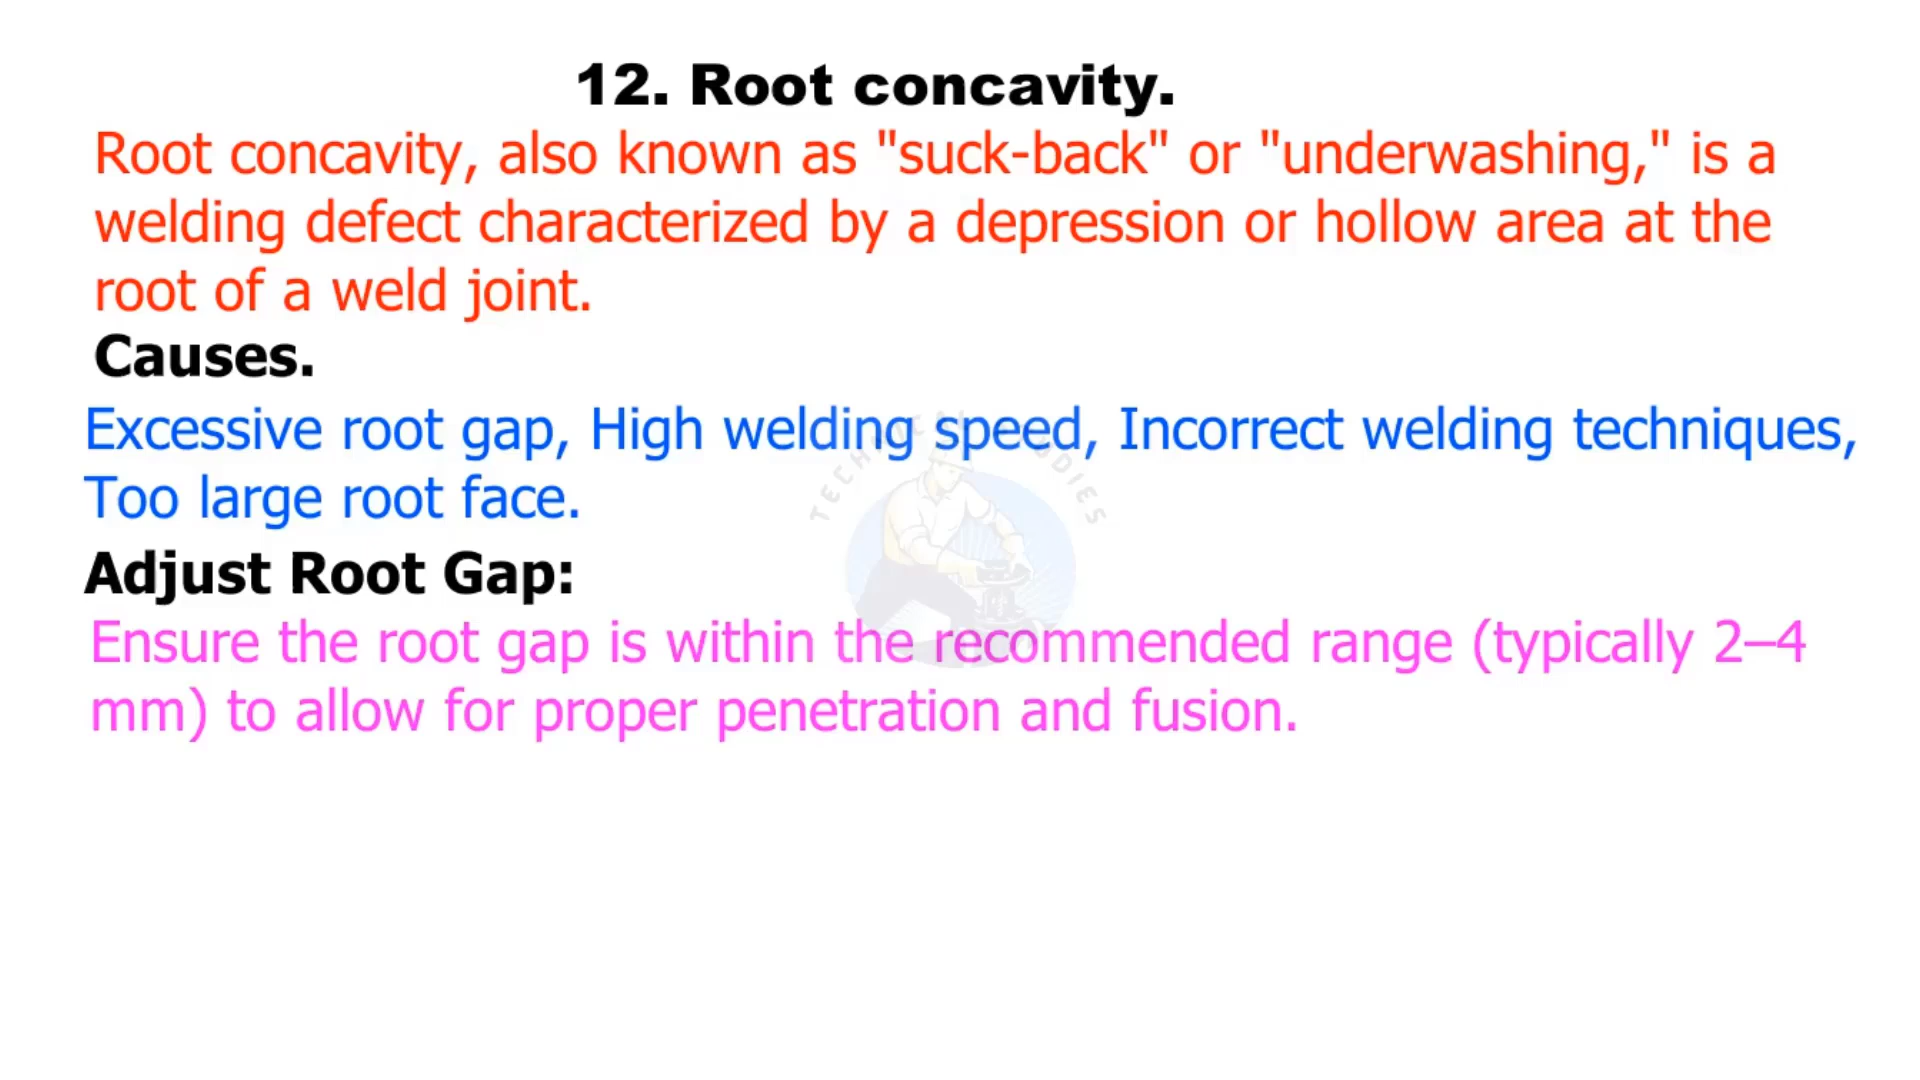 12. Root concavity.
Root concavity, also known as "suck-back" or "underwashing," is a
welding defect characterized by a depression or hollow area at the
root of a weld joint.
Causes.
Excessive root gap, High welding speed, Incorrect welding techniques,
Too large root face.
TECHNICAL STUDIES
Adjust Root Gap:
Ensure the root gap is within the recommended range (typically 2–4
mm) to allow for proper penetration and fusion.